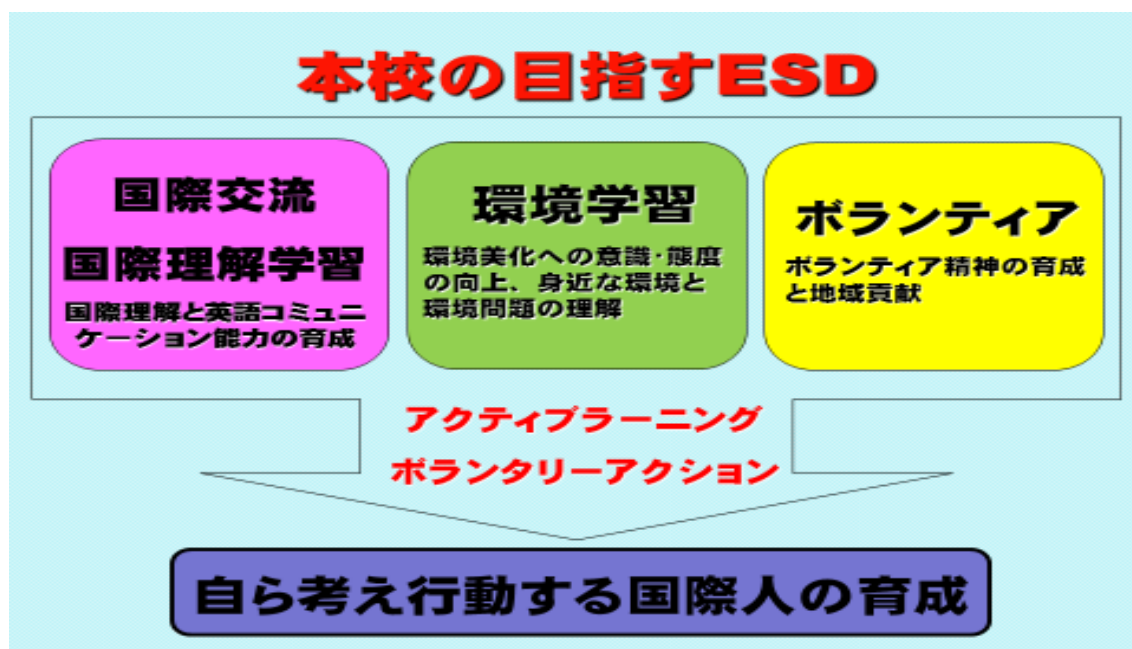 本校の目指すESD
国際交流
国際理解学習
国際理解と英語コミュニ
ケーション能力の育成
環境学習
環境美化への意識・態度
の向上、身近な環境と
環境問題の理解
ボランティア
ボランティア精神の育成
と地域貢献
アクティブラーニング
ボランタリーアクション
自ら考え行動する国際人の育成